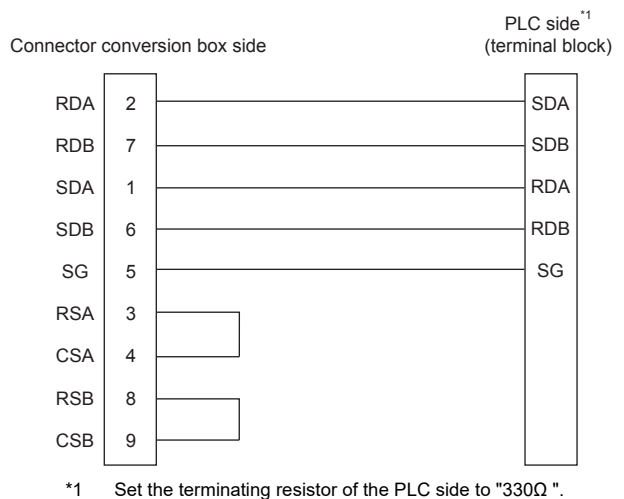 PLC side*1
Connector conversion box side (terminal block)
RDA 2 SDA
RDB 7 SDB
SDA 1 RDA
SDB 6 RDB
SG 5 SG
RSA 3
CSA 4
RSB 8
CSB 9
*1 Set the terminating resistor of the PLC side to "330Ω ".